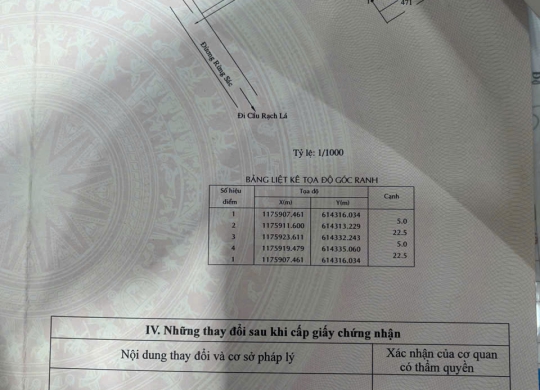 471
Đường Rừng Sác
Đi Cầu Rạch Lá
Tỷ lệ: 1/1000
BẢNG LIỆT KÊ TỌA ĐỘ GÓC RANH
Số hiệu điểm Tọa độ Cạnh
X(m) Y(m)
1 1175907.461 614316.034
5.0
2 1175911.600 614313.229
22.5
3 1175923.611 614332.243
5.0
4 1175919.479 614335.060
22.5
1 1175907.461 614316.034
IV. Những thay đổi sau khi cấp giấy chứng nhận
Nội dung thay đổi và cơ sở pháp lý
Xác nhận của cơ quan
có thẩm quyền